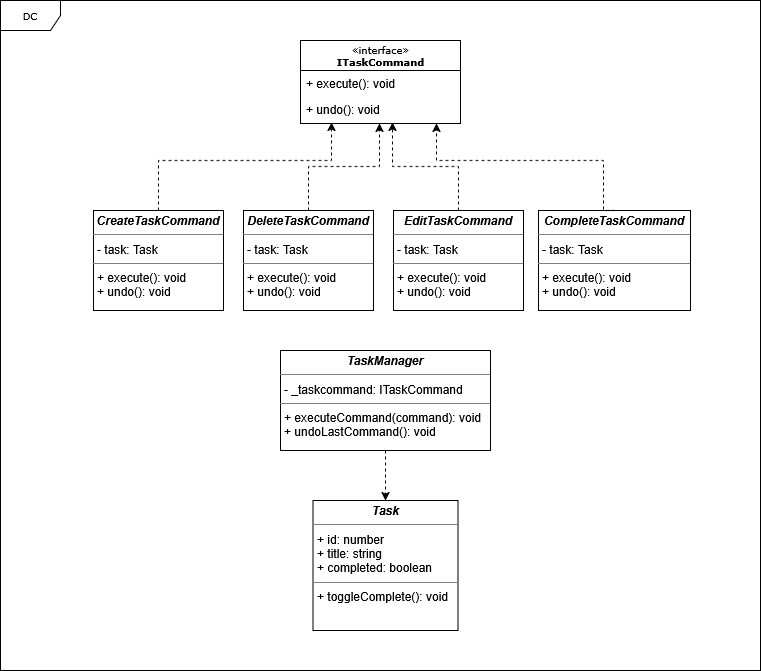 DC
«interface»
ITaskCommand
+ execute(): void
+ undo(): void
CreateTaskCommand
- task: Task
+ execute(): void
+ undo(): void
DeleteTaskCommand
- task: Task
+ execute(): void
+ undo(): void
EditTaskCommand
- task: Task
+ execute(): void
+ undo(): void
CompleteTaskCommand
- task: Task
+ execute(): void
+ undo(): void
TaskManager
- _taskcommand: ITaskCommand
+ executeCommand(command): void
+ undoLastCommand(): void
Task
+ id: number
+ title: string
+ completed: boolean
+ toggleComplete(): void